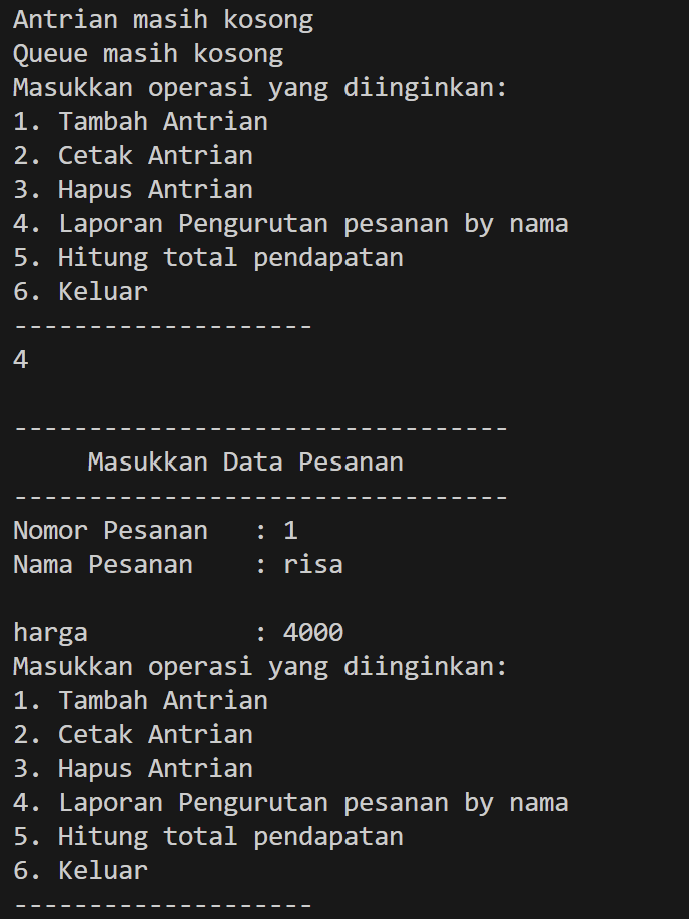 Antrian masih kosong
Queue masih kosong
Masukkan operasi yang diinginkan:
1. Tambah Antrian
2. Cetak Antrian
3. Hapus Antrian
4. Laporan Pengurutan pesanan by nama
5. Hitung total pendapatan
6. Keluar
--------------------
4
---------------------------------
Masukkan Data Pesanan
---------------------------------
Nomor Pesanan : 1
Nama Pesanan : risa
harga : 4000
Masukkan operasi yang diinginkan:
1. Tambah Antrian
2. Cetak Antrian
3. Hapus Antrian
4. Laporan Pengurutan pesanan by nama
5. Hitung total pendapatan
6. Keluar
--------------------